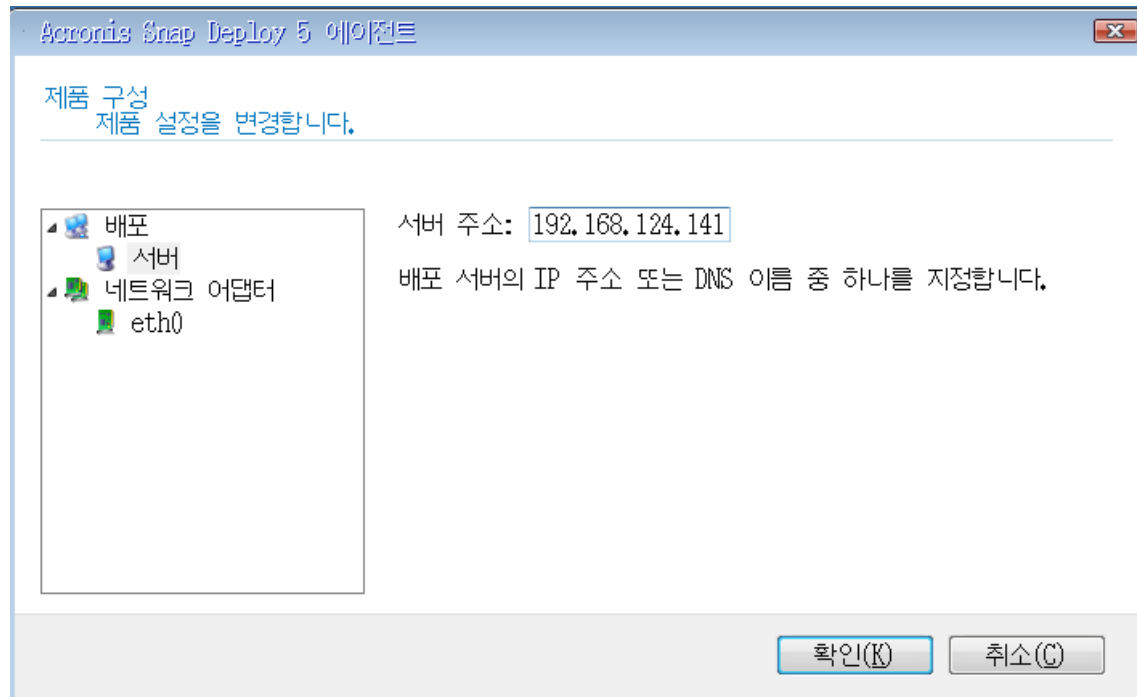 Acronis Snap Deploy 5 에이전트
제품 구성
제품 설정을 변경합니다.
배포
서버
네트워크 어댑터
eth0
서버 주소: 192.168.124.141
배포 서버의 IP 주소 또는 DNS 이름 중 하나를 지정합니다.
확인(K) 취소(C)